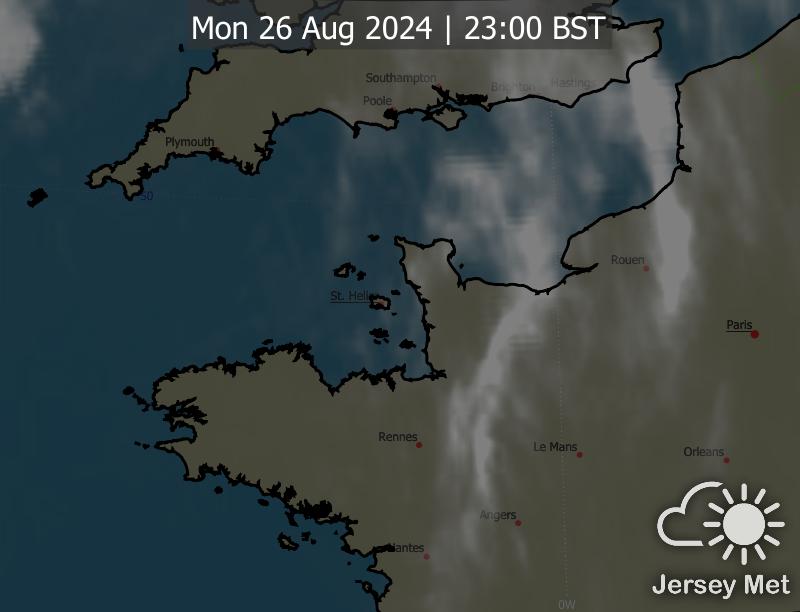 Mon 26 Aug 2024 | 23:00 BST
Southampton
Brighton
Hastings
Poole
Plymouth
50
Rouen
St. Helier
Paris
Rennes
Le Mans
Orleans
Angers
Nantes
Jersey Met
0W